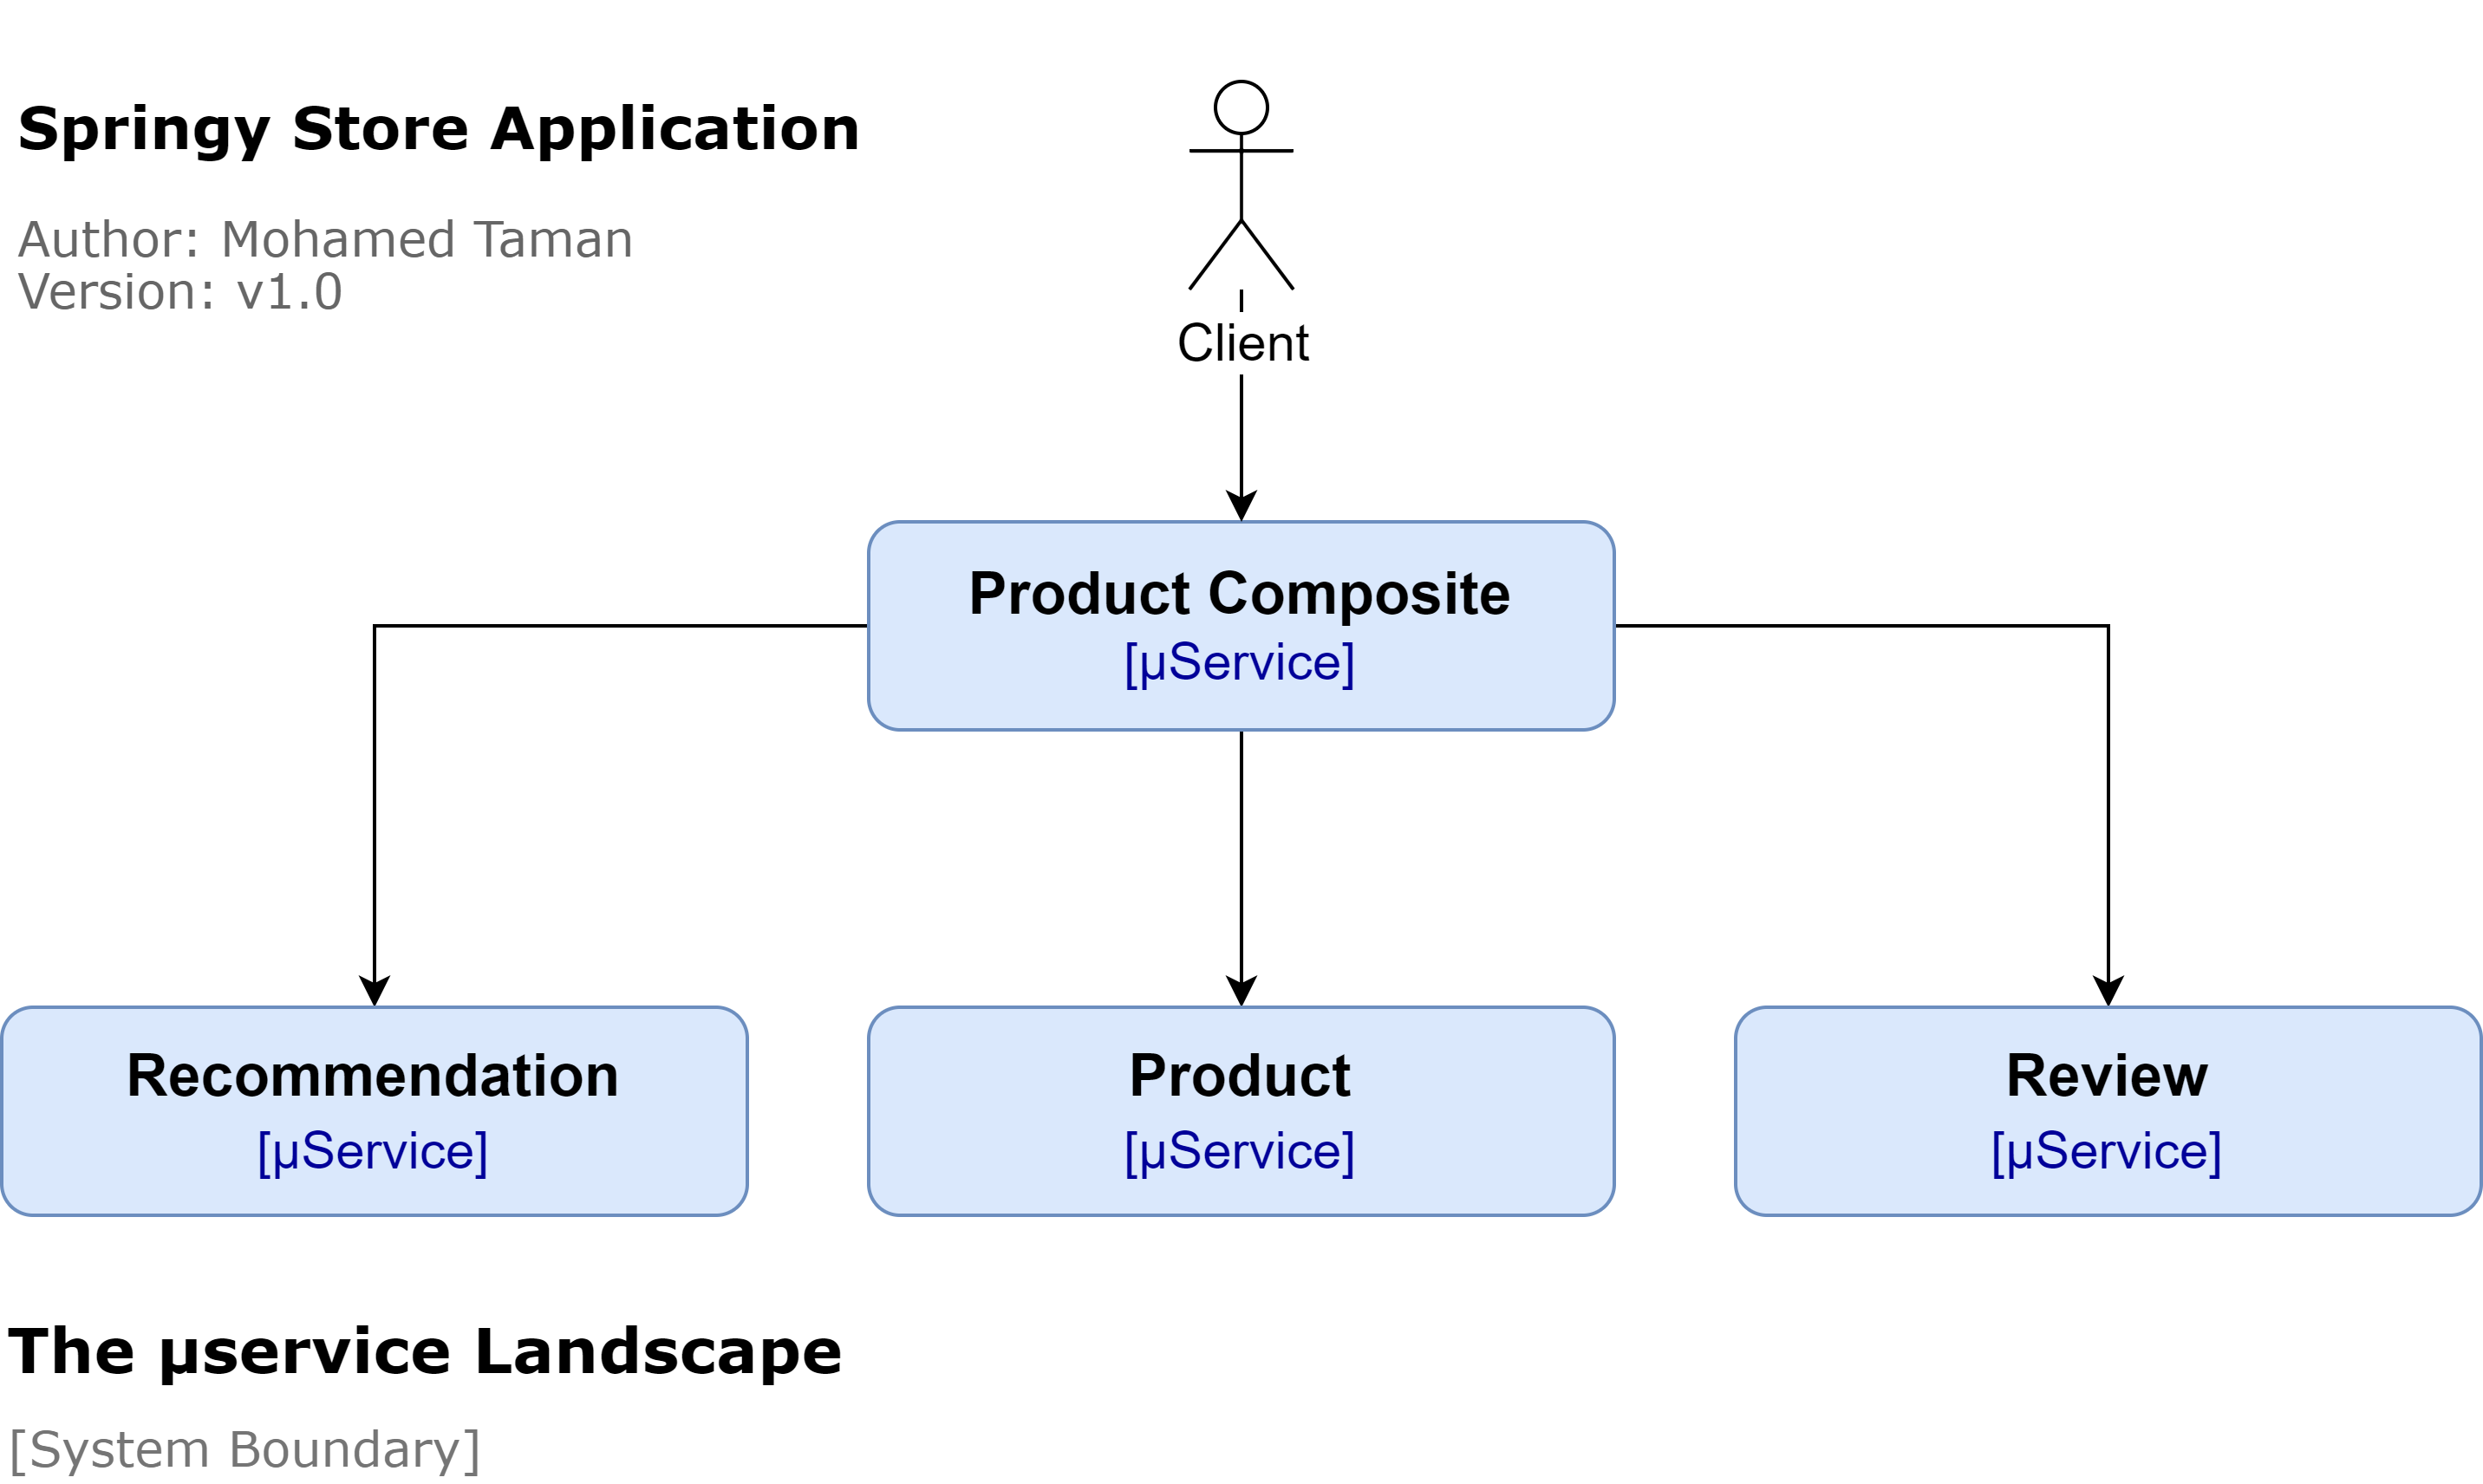 Springy Store Application
Author: Mohamed Taman
Version: v1.0
Client
Product Composite
[µService]
Recommendation
[µService]
Product
[µService]
Review
[µService]
The µservice Landscape
[System Boundary]